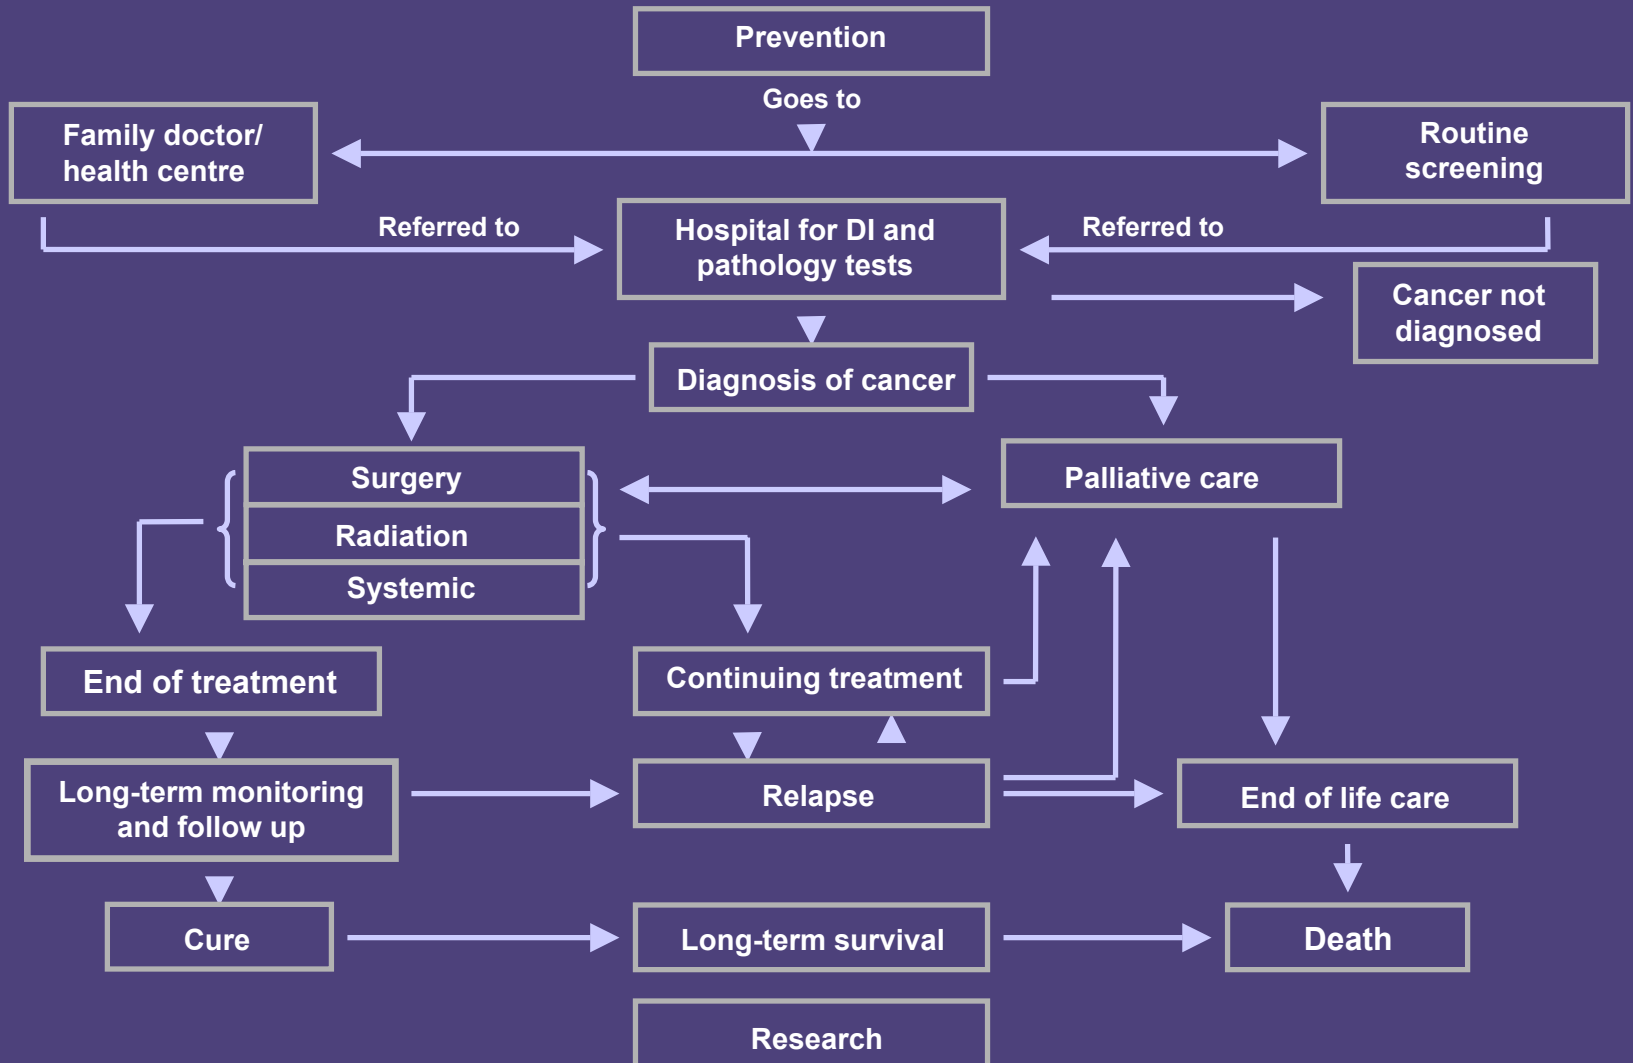 Prevention
Goes to
Family doctor/
health centre
Routine
screening
Referred to
Hospital for DI and
pathology tests
Referred to
Cancer not
diagnosed
Diagnosis of cancer
Surgery
Radiation
Systemic
Palliative care
End of treatment
Continuing treatment
Long-term monitoring
and follow up
Relapse
End of life care
Cure
Long-term survival
Death
Research